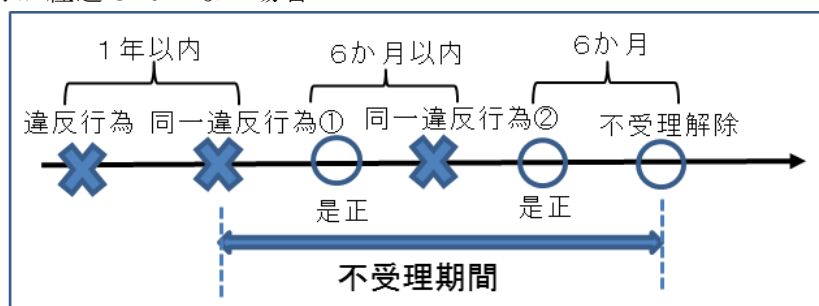 1年以内 6か月以内 6か月
違反行為 同一違反行為① 同一違反行為② 不受理解除
是正 是正
不受理期間